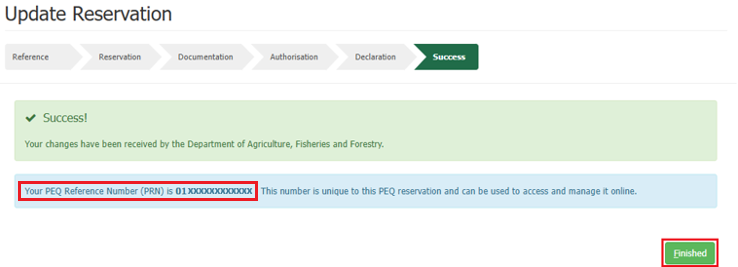 Update Reservation
Reference Reservation Documentation Authorisation Declaration Success
Success!
Your changes have been received by the Department of Agriculture, Fisheries and Forestry.
Your PEQ Reference Number (PRN) is 01XXXXXXXXXXXX. This number is unique to this PEQ reservation and can be used to access and manage it online.
Finished